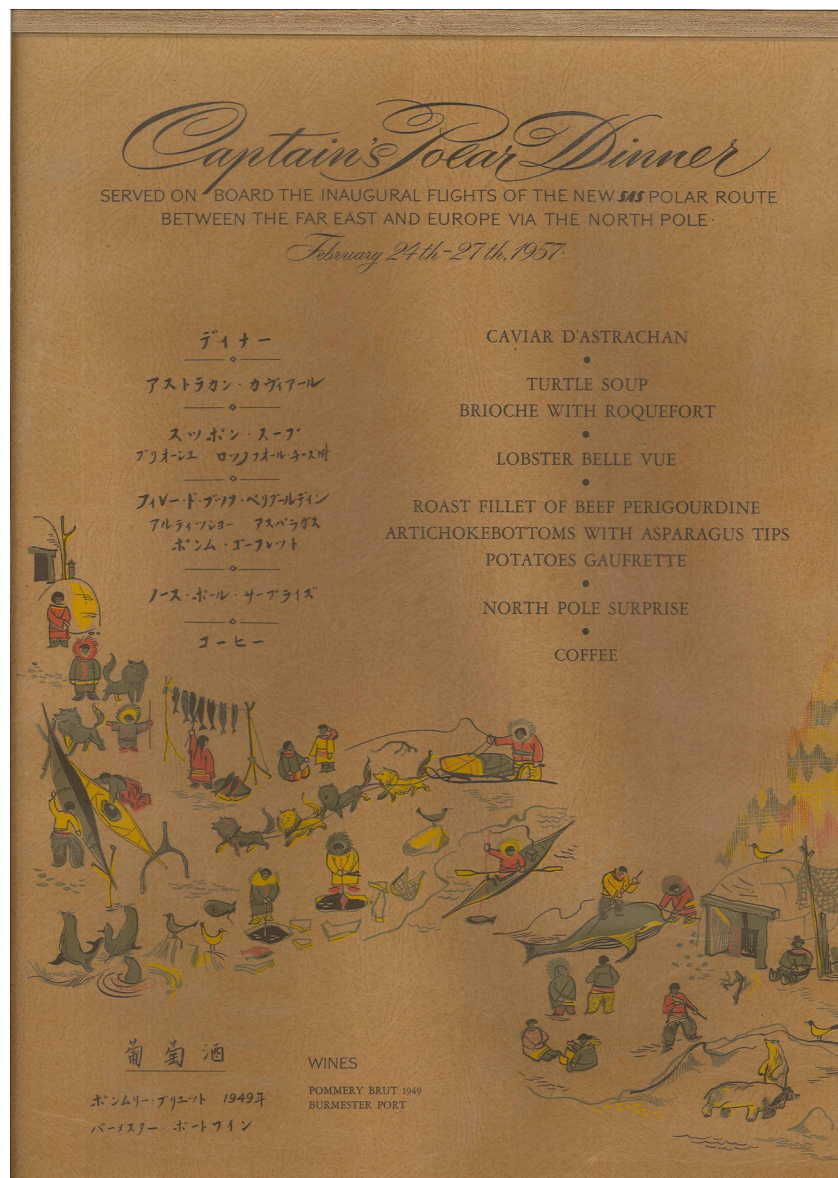 Captain's Polar Dinner
SERVED ON BOARD THE INAUGURAL FLIGHTS OF THE NEW SAS POLAR ROUTE
BETWEEN THE FAR EAST AND EUROPE VIA THE NORTH POLE.
February 24th-27th, 1957.
ディナー
アストラカン・カヴィアール
スッポン・スープ
ブリオーシュ ロックフォール・チーズ附
フィレー・ド・ブッフ・ペリグールディン
アルティッショー アスパラガス
ポンム・ゴーフレット
ノース・ポール・サープライズ
コーヒー
CAVIAR D'ASTRACHAN
TURTLE SOUP
BRIOCHE WITH ROQUEFORT
LOBSTER BELLE VUE
ROAST FILLET OF BEEF PERIGOURDINE
ARTICHOKEBOTTOMS WITH ASPARAGUS TIPS
POTATOES GAUFRETTE
NORTH POLE SURPRISE
COFFEE
葡萄酒
ポンムリー・ブリュット 1949年
バーメスター・ポートワイン
WINES
POMMERY BRUT 1949
BURMESTER PORT